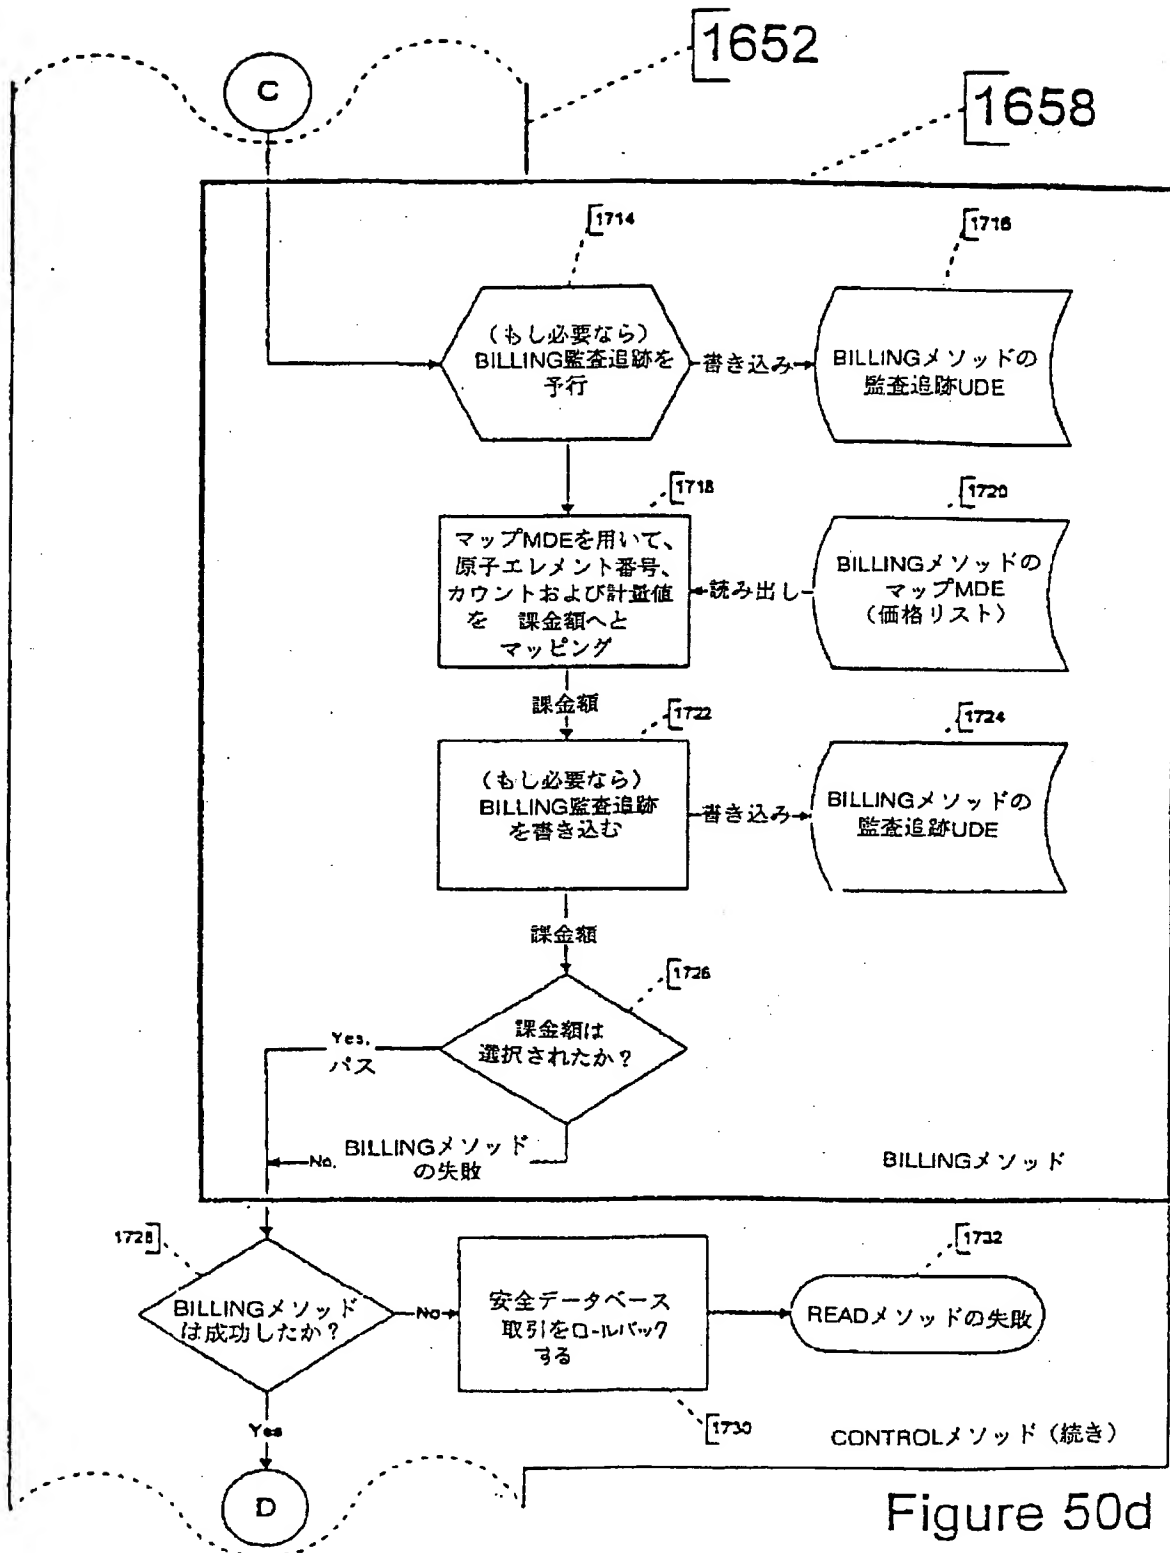 1652
C
1658
1714
1716
(もし必要なら)
BILLING監査追跡を
予行
書き込み
BILLINGメソッドの
監査追跡UDE
1718
1720
マップMDEを用いて、
原子エレメント番号、
カウントおよび計量値
を 課金額へと
マッピング
読み出し
BILLINGメソッドの
マップMDE
(価格リスト)
課金額
1722
1724
(もし必要なら)
BILLING監査追跡
を書き込む
書き込み
BILLINGメソッドの
監査追跡UDE
課金額
1726
課金額は
選択されたか?
Yes,
パス
No, BILLINGメソッド
の失敗
BILLINGメソッド
1728
1732
BILLINGメソッド
は成功したか?
No
安全データベース
取引をロールバック
する
READメソッドの失敗
1730
Yes
CONTROLメソッド(続き)
D
Figure 50d